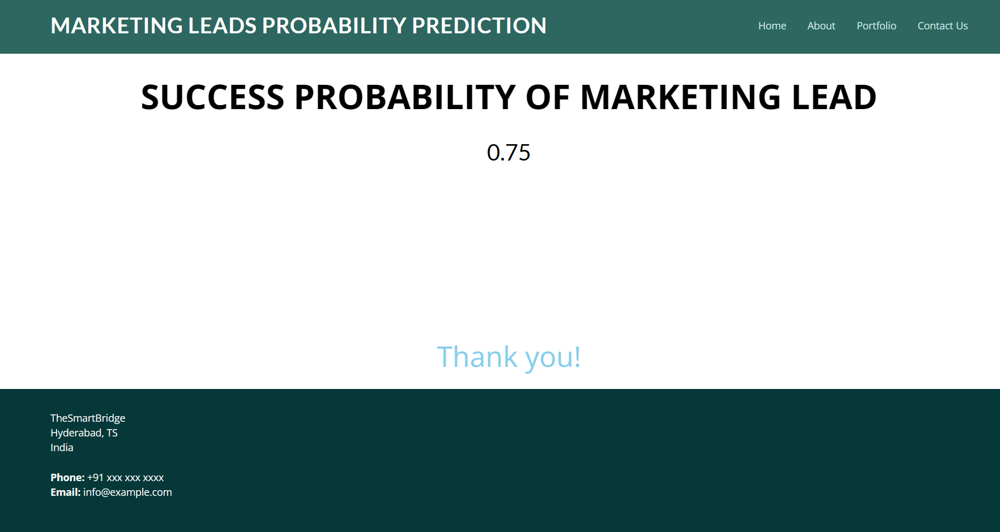 MARKETING LEADS PROBABILITY PREDICTION
Home About Portfolio Contact Us
SUCCESS PROBABILITY OF MARKETING LEAD
0.75
Thank you!
TheSmartBridge
Hyderabad, TS
India
Phone: +91 xxx xxx xxxx
Email: info@example.com